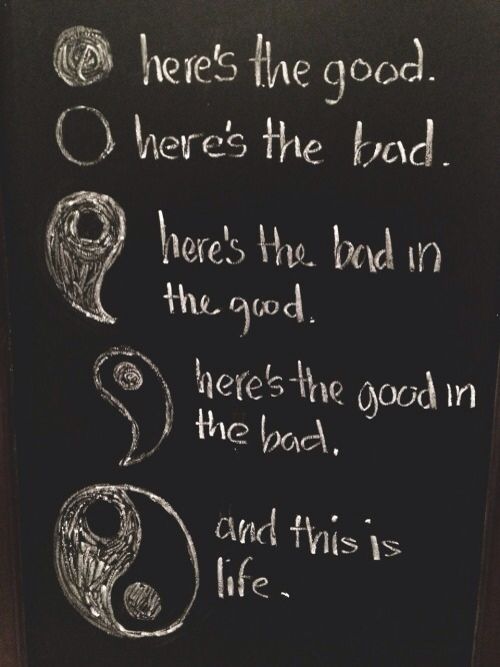 here's the good.
here's the bad.
here's the bad in
the good.
here's the good in
the bad.
and this is
life.